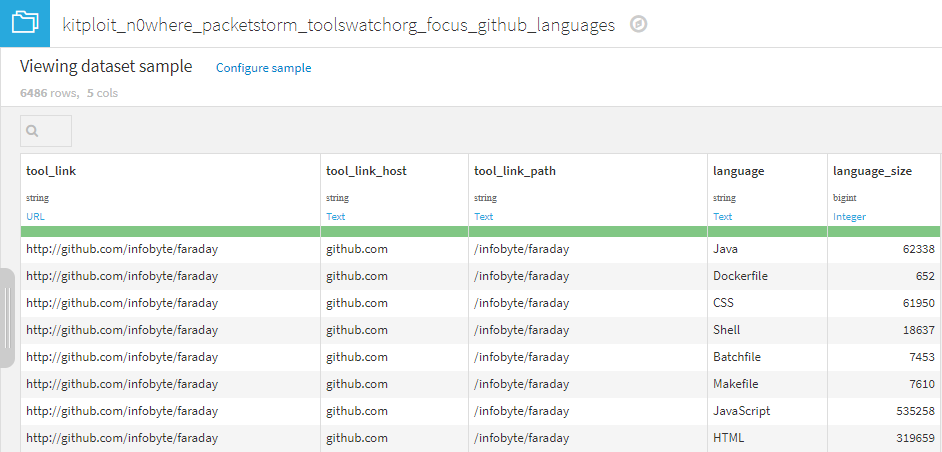 kitploit_n0where_packetstorm_toolswatchorg_focus_github_languages
Viewing dataset sample Configure sample
6486 rows, 5 cols
tool_link tool_link_host tool_link_path language language_size
string string string string bigint
URL Text Text Text Integer
http://github.com/infobyte/faraday github.com /infobyte/faraday Java 62338
http://github.com/infobyte/faraday github.com /infobyte/faraday Dockerfile 652
http://github.com/infobyte/faraday github.com /infobyte/faraday CSS 61950
http://github.com/infobyte/faraday github.com /infobyte/faraday Shell 18637
http://github.com/infobyte/faraday github.com /infobyte/faraday Batchfile 7453
http://github.com/infobyte/faraday github.com /infobyte/faraday Makefile 7610
http://github.com/infobyte/faraday github.com /infobyte/faraday JavaScript 535258
http://github.com/infobyte/faraday github.com /infobyte/faraday HTML 319659